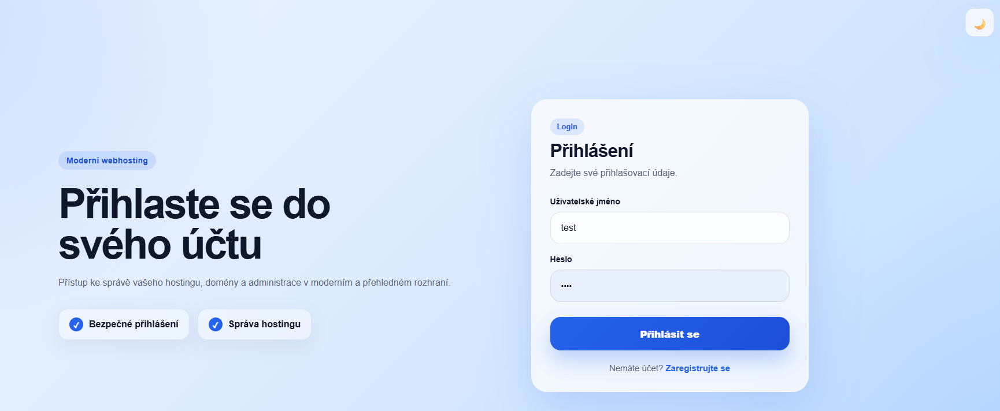 Moderní webhosting
Přihlaste se do
svého účtu
Přístup ke správě vašeho hostingu, domény a administrace v moderním a přehledném rozhraní.
Bezpečné přihlášení
Správa hostingu
Login
Přihlášení
Zadejte své přihlašovací údaje.
Uživatelské jméno
test
Heslo
••••
Přihlásit se
Nemáte účet? Zaregistrujte se